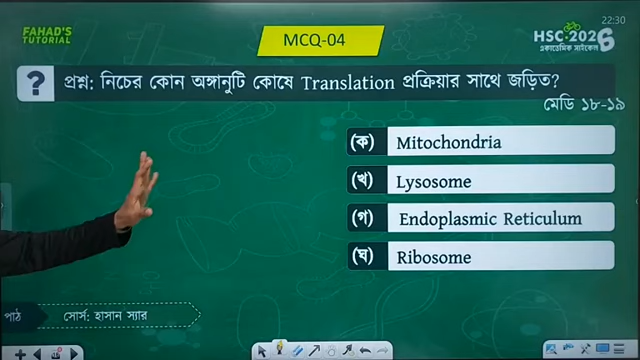 FAHAD'S
TUTORIAL
MCQ-04
22:30
HSC 2026
একাডেমিক সাইকেল
? প্রশ্ন: নিচের কোন অঙ্গানুটি কোষে Translation প্রক্রিয়ার সাথে জড়িত?
মেডি ১৮-১৯
(ক) Mitochondria
(খ) Lysosome
(গ) Endoplasmic Reticulum
(ঘ) Ribosome
পাঠ সোর্স: হাসান স্যার